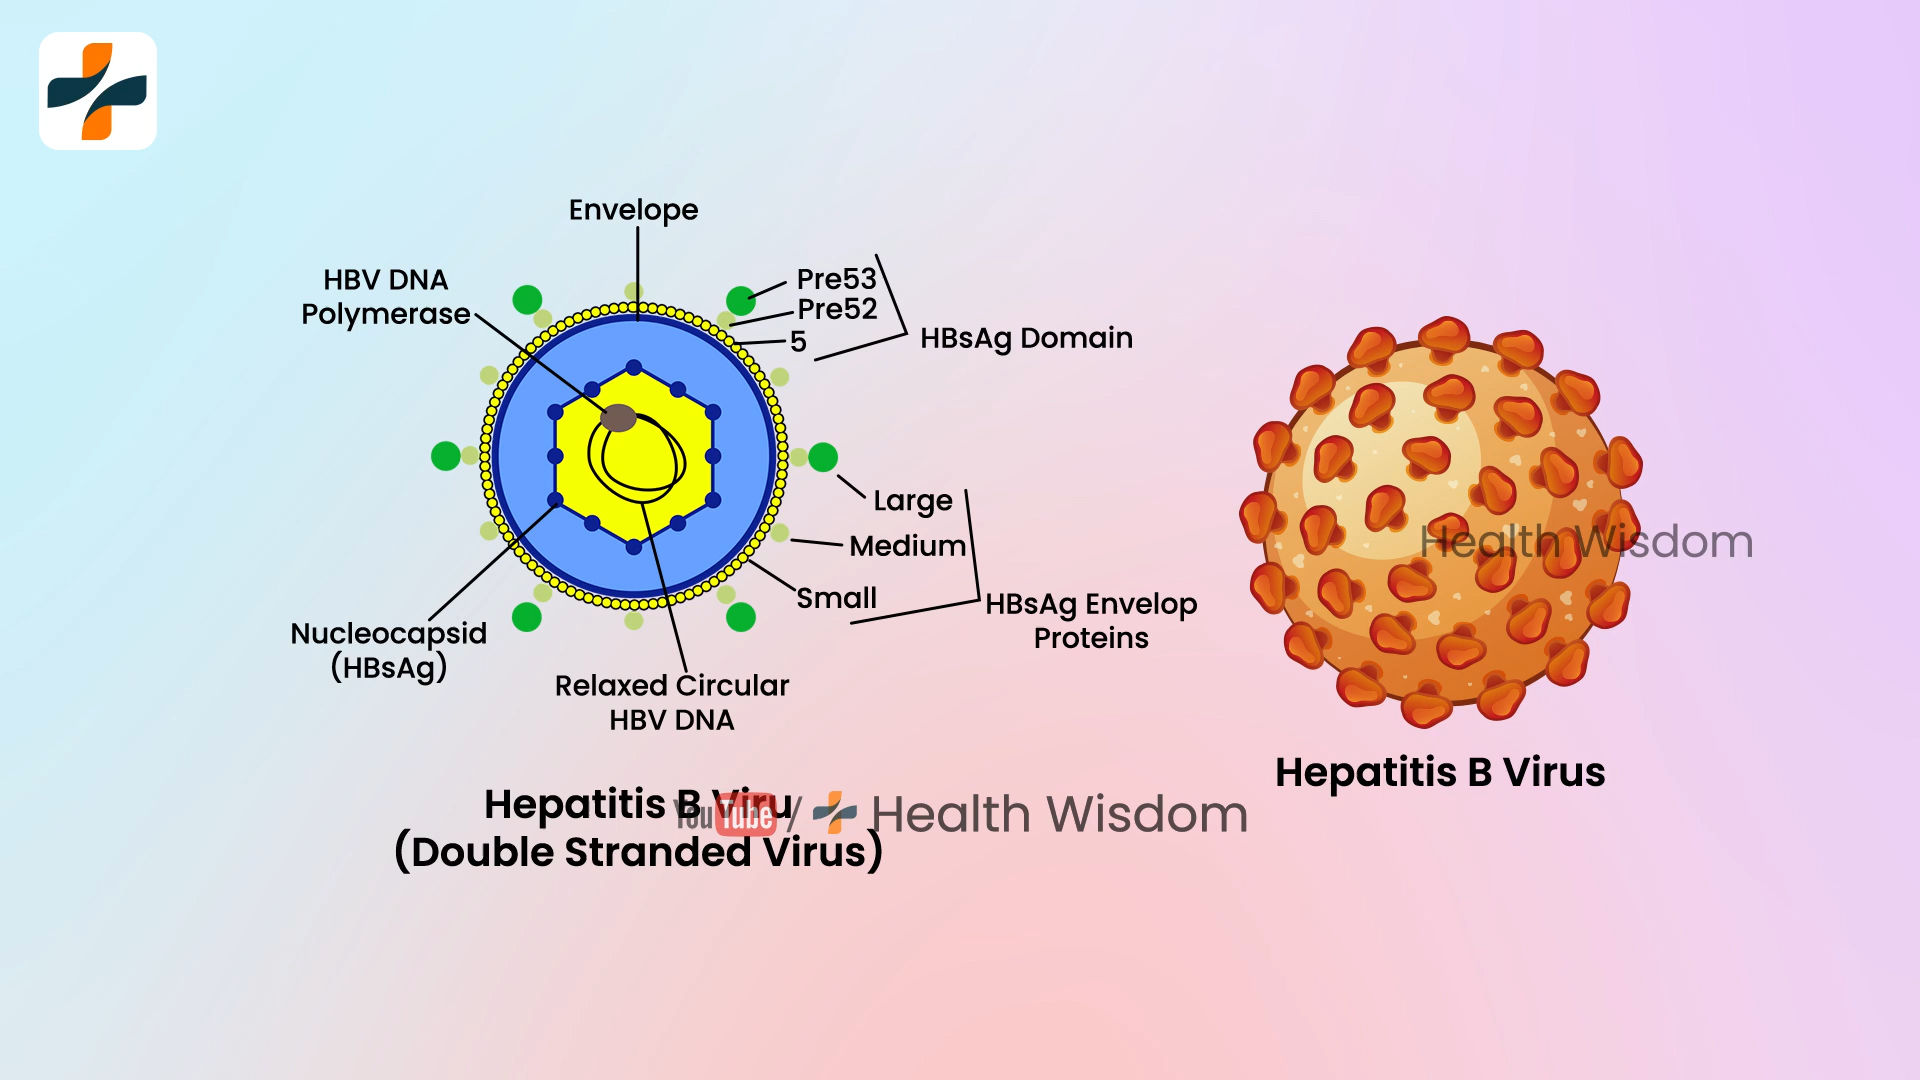 Envelope
HBV DNA
Polymerase
Pre53
Pre52
5
HBsAg Domain
Large
Medium
Small
HBsAg Envelop
Proteins
Nucleocapsid
(HBsAg)
Relaxed Circular
HBV DNA
Hepatitis B Viru
(Double Stranded Virus)
YouTube / Health Wisdom
Health Wisdom
Hepatitis B Virus